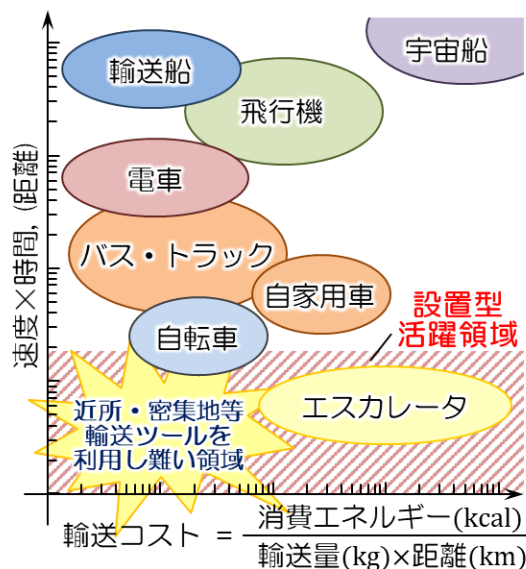 輸送船
宇宙船
飛行機
電車
バス・トラック
自家用車
自転車
設置型
活躍領域
エスカレータ
近所・密集地等
輸送ツールを
利用し難い領域
速度×時間, (距離)
輸送コスト = 消費エネルギー(kcal)
輸送量(kg)×距離(km)